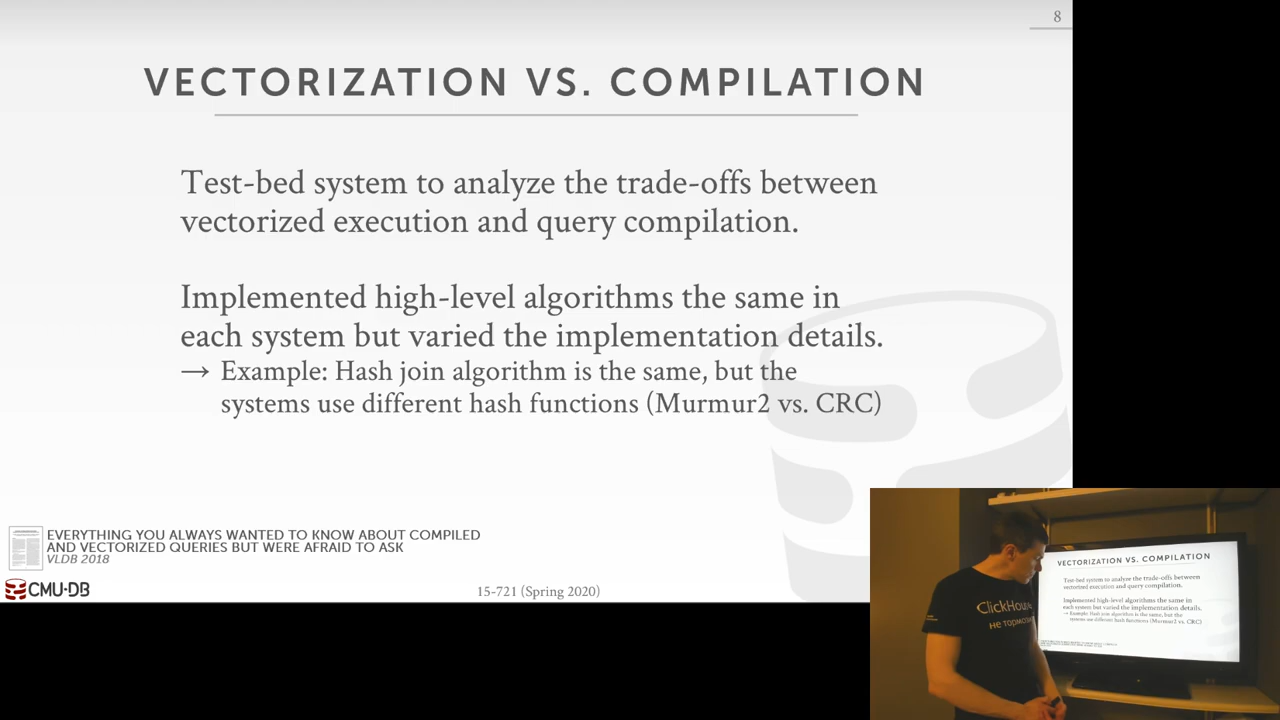 8
VECTORIZATION VS. COMPILATION
Test-bed system to analyze the trade-offs between
vectorized execution and query compilation.
Implemented high-level algorithms the same in
each system but varied the implementation details.
→ Example: Hash join algorithm is the same, but the
systems use different hash functions (Murmur2 vs. CRC)
EVERYTHING YOU ALWAYS WANTED TO KNOW ABOUT COMPILED
AND VECTORIZED QUERIES BUT WERE AFRAID TO ASK
VLDB 2018
CMU·DB
15-721 (Spring 2020)
VECTORIZATION VS. COMPILATION
Test-bed system to analyze the trade-offs between
vectorized execution and query compilation.
Implemented high-level algorithms the same in
each system but varied the implementation details.
→ Example: Hash join algorithm is the same, but the
systems use different hash functions (Murmur2 vs. CRC)
ClickHou
не тормоз